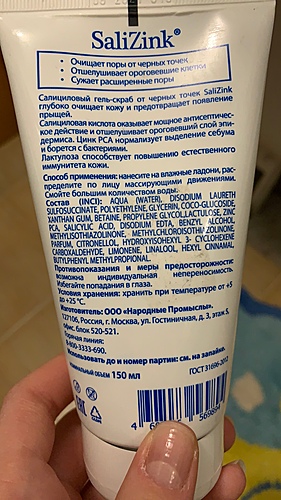 SaliZink®
• Очищает поры от черных точек
• Отшелушивает ороговевшие клетки
• Сужает расширенные поры
Салициловый гель-скраб от черных точек SaliZink
глубоко очищает кожу и предотвращает появление
прыщей.
Салициловая кислота оказывает мощное антисептичес-
кое действие и отшелушивает ороговевший слой эпи-
дермиса. Цинк PCA нормализует выделение себума
и борется с бактериями.
Лактулоза способствует повышению естественного
иммунитета кожи.
Способ применения: нанесите на влажные ладони, рас-
пределите по лицу массирующими движениями.
Смойте большим количеством воды.
Состав (INCI): AQUA (WATER), DISODIUM LAURETH
SULFOSUCCINATE, POLYETHYLENE, GLYCERIN, COCO-GLUCOSIDE,
XANTHAN GUM, BETAINE, PROPYLENE GLYCOL, LACTULOSE, ZINC
PCA, SALICYLIC ACID, DISODIUM EDTA, BENZYL ALCOHOL,
METHYLISOTHIAZOLINONE, METHYLCHLOROISOTHIAZOLINONE,
PARFUM, CITRONELLOL, HYDROXYISOHEXYL 3- CYCLOHEXENE
CARBOXALDEHYDE, LIMONENE, LINALOOL, HEXYL CINNAMAL,
BUTYLPHENYL METHYLPROPIONAL.
Противопоказания и меры предосторожности:
возможна индивидуальная непереносимость.
Избегайте попадания в глаза.
Условия хранения: хранить при температуре от +5
до +25 °C.
Изготовитель: ООО «Народные Промыслы».
127106, Россия, г. Москва, ул. Гостиничная, д. 3, этаж 5,
офис, блок 520-521.
Горячая линия:
8-800-3333-690.
Использовать до и номер партии: см. на запайке.
Номинальный объем 150 мл
ГОСТ 31696-2012
EAC
4